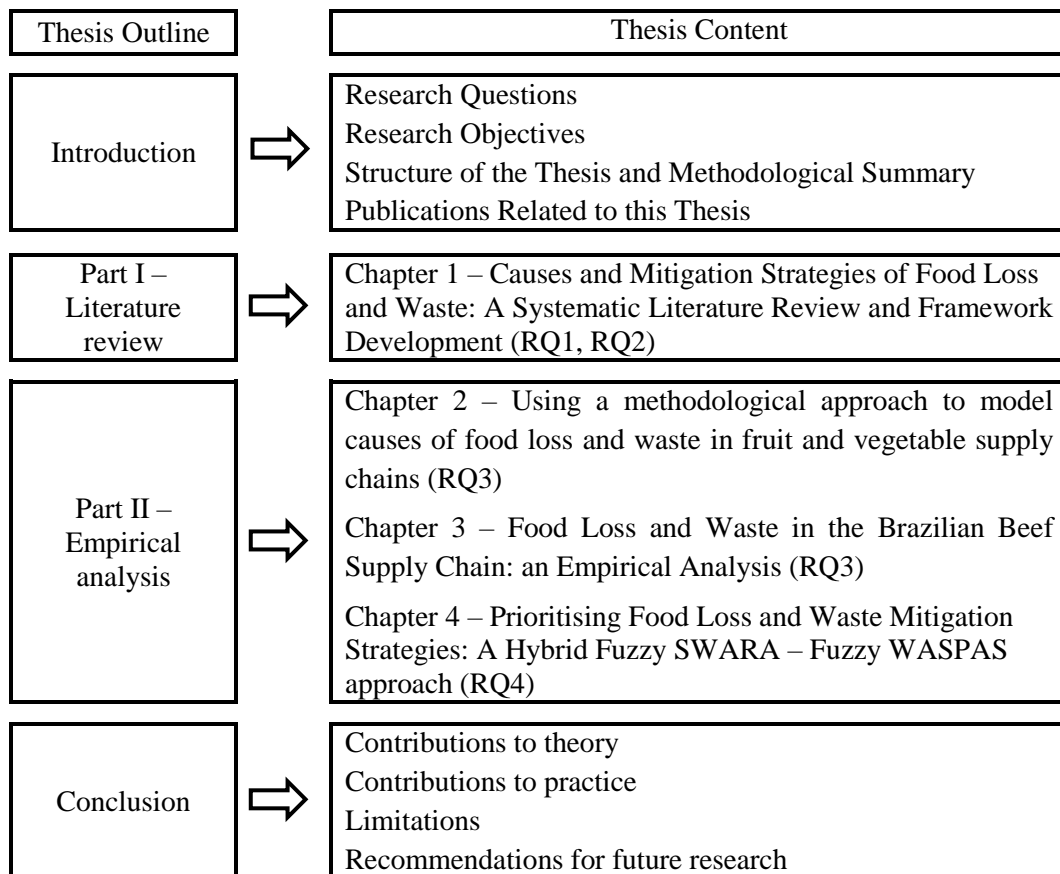 Thesis Outline
Thesis Content
Introduction
Research Questions
Research Objectives
Structure of the Thesis and Methodological Summary
Publications Related to this Thesis
Part I –
Literature
review
Chapter 1 – Causes and Mitigation Strategies of Food Loss
and Waste: A Systematic Literature Review and Framework
Development (RQ1, RQ2)
Part II –
Empirical
analysis
Chapter 2 – Using a methodological approach to model
causes of food loss and waste in fruit and vegetable supply
chains (RQ3)
Chapter 3 – Food Loss and Waste in the Brazilian Beef
Supply Chain: an Empirical Analysis (RQ3)
Chapter 4 – Prioritising Food Loss and Waste Mitigation
Strategies: A Hybrid Fuzzy SWARA – Fuzzy WASPAS
approach (RQ4)
Conclusion
Contributions to theory
Contributions to practice
Limitations
Recommendations for future research